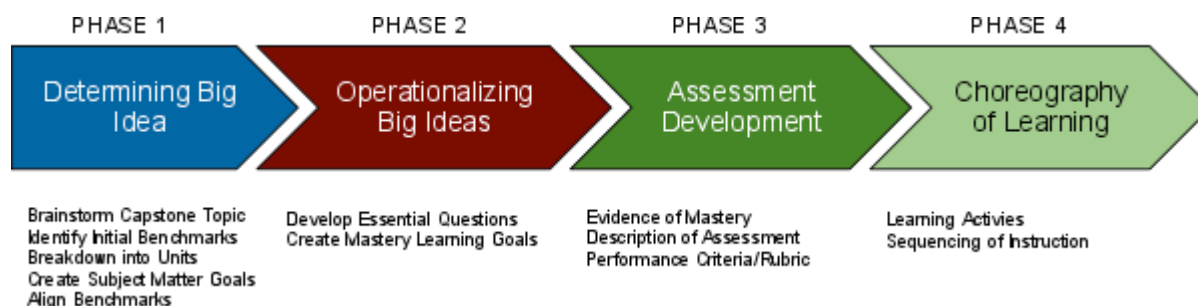 PHASE 1
PHASE 2
PHASE 3
PHASE 4
Determining Big
Idea
Operationalizing
Big Ideas
Assessment
Development
Choreography
of Learning
Brainstorm Capstone Topic
Identify Initial Benchmarks
Breakdown into Units
Create Subject Matter Goals
Align Benchmarks
Develop Essential Questions
Create Mastery Learning Goals
Evidence of Mastery
Description of Assessment
Performance Criteria/Rubric
Learning Activies
Sequencing of Instruction